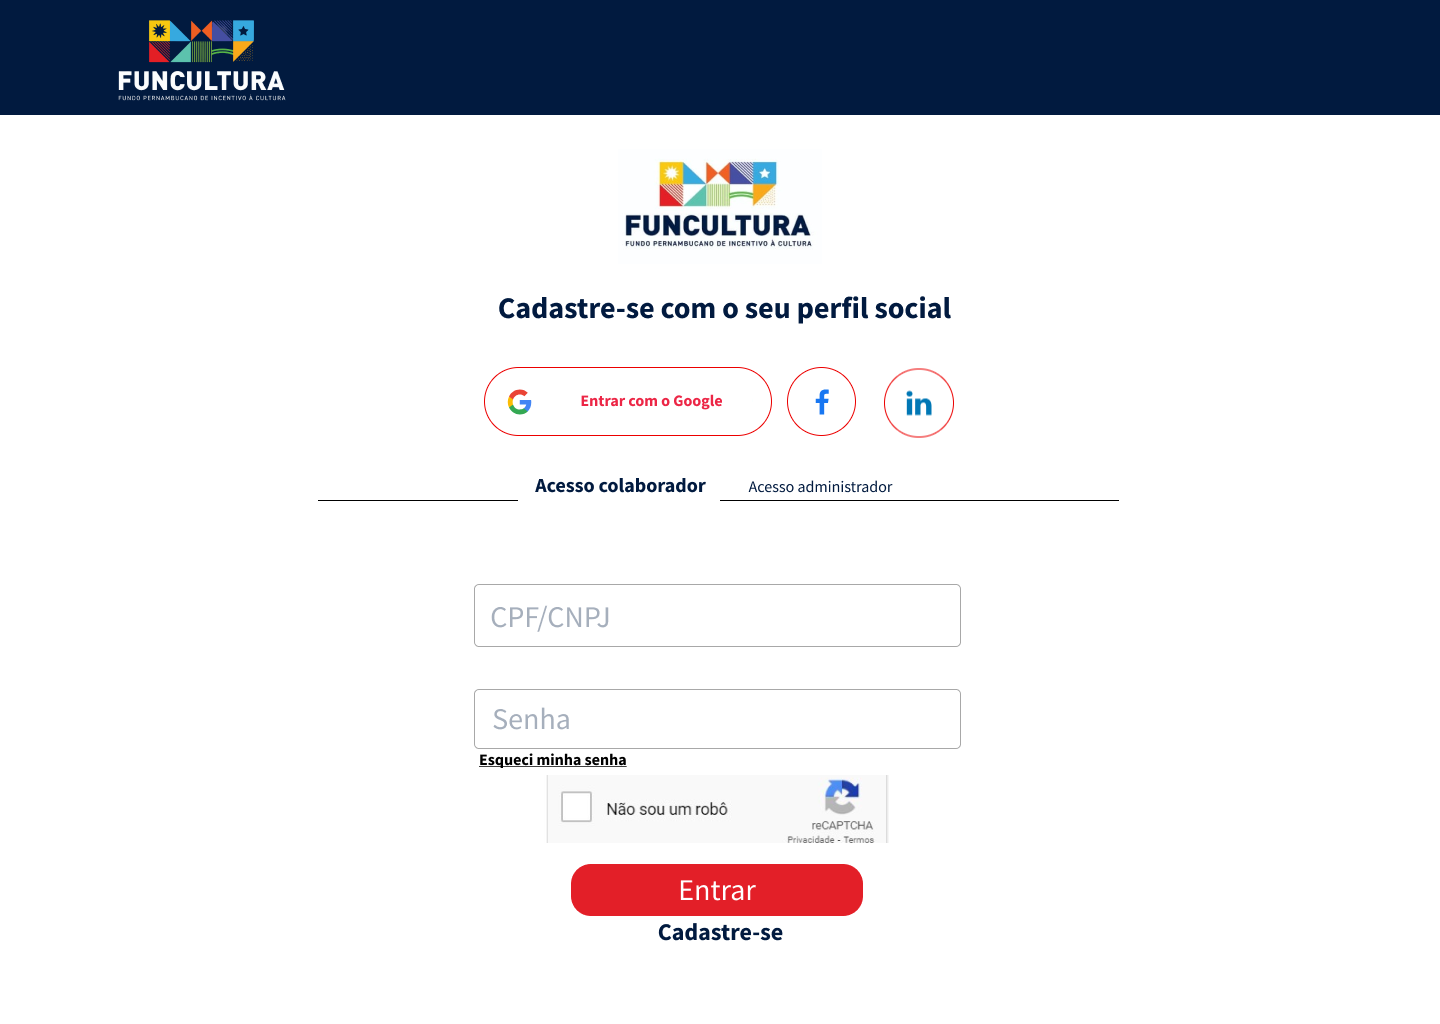 FUNCULTURA
FUNDO PERNAMBUCANO DE INCENTIVO À CULTURA
FUNCULTURA
FUNDO PERNAMBUCANO DE INCENTIVO À CULTURA
Cadastre-se com o seu perfil social
Entrar com o Google
Acesso colaborador Acesso administrador
CPF/CNPJ
Senha
Esqueci minha senha
Não sou um robô
reCAPTCHA
Privacidade - Termos
Entrar
Cadastre-se